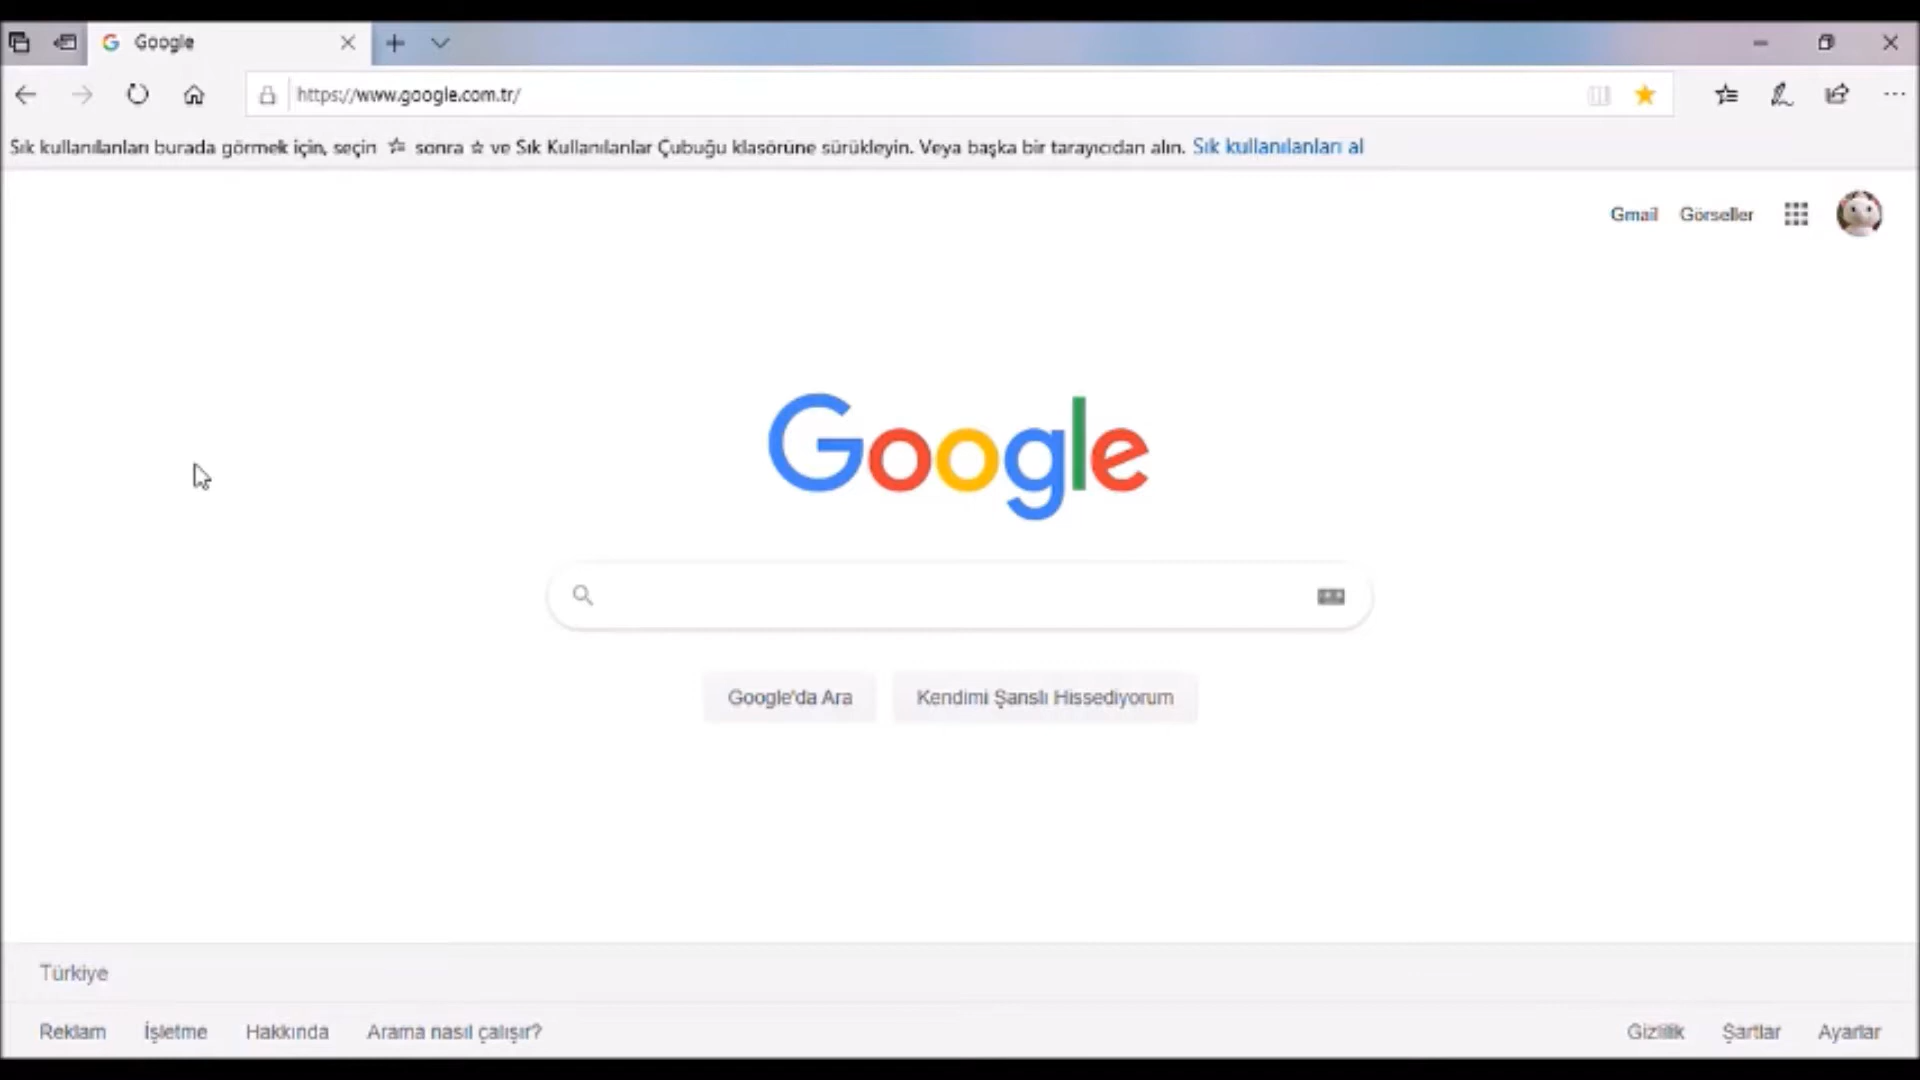 Google
https://www.google.com.tr/
Sık kullanılanları burada görmek için, seçin sonra ve Sık Kullanılanlar Çubuğu klasörüne sürükleyin. Veya başka bir tarayıcıdan alın. Sık kullanılanları al
Gmail Görseller
Google
Google'da Ara Kendimi Şanslı Hissediyorum
Türkiye
Reklam İşletme Hakkında Arama nasıl çalışır? Gizlilik Şartlar Ayarlar